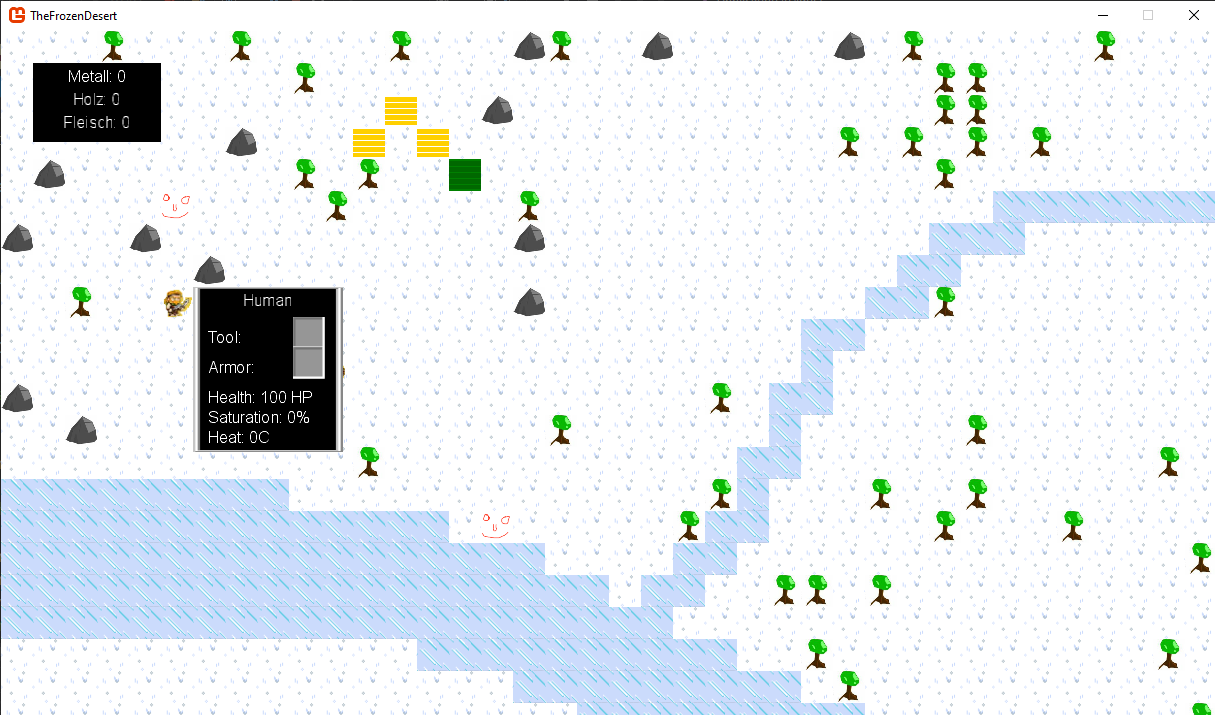 TheFrozenDesert
Metall: 0
Holz: 0
Fleisch: 0
Human
Tool:
Armor:
Health: 100 HP
Saturation: 0%
Heat: 0C